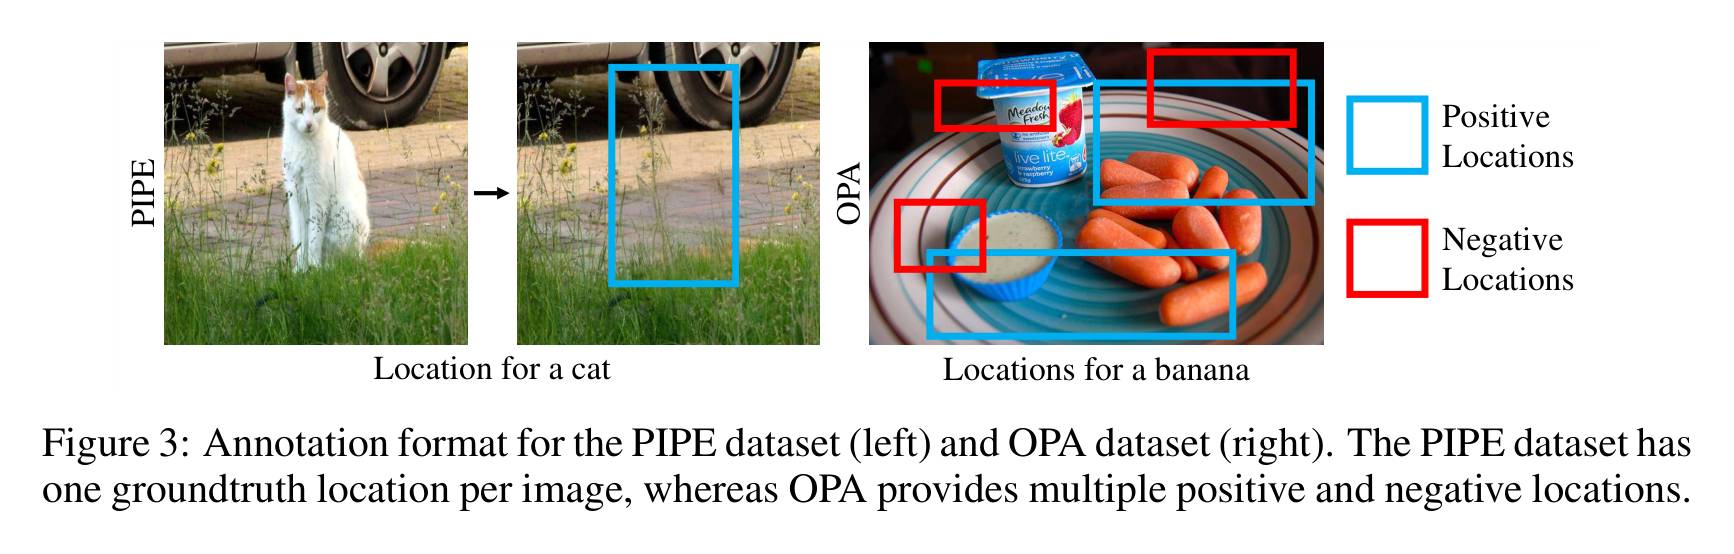 PIPE
OPA
Meadow
Fresh
live lite
strawberry
& raspberry
Positive
Locations
Negative
Locations
Location for a cat
Locations for a banana
Figure 3: Annotation format for the PIPE dataset (left) and OPA dataset (right). The PIPE dataset has
one groundtruth location per image, whereas OPA provides multiple positive and negative locations.